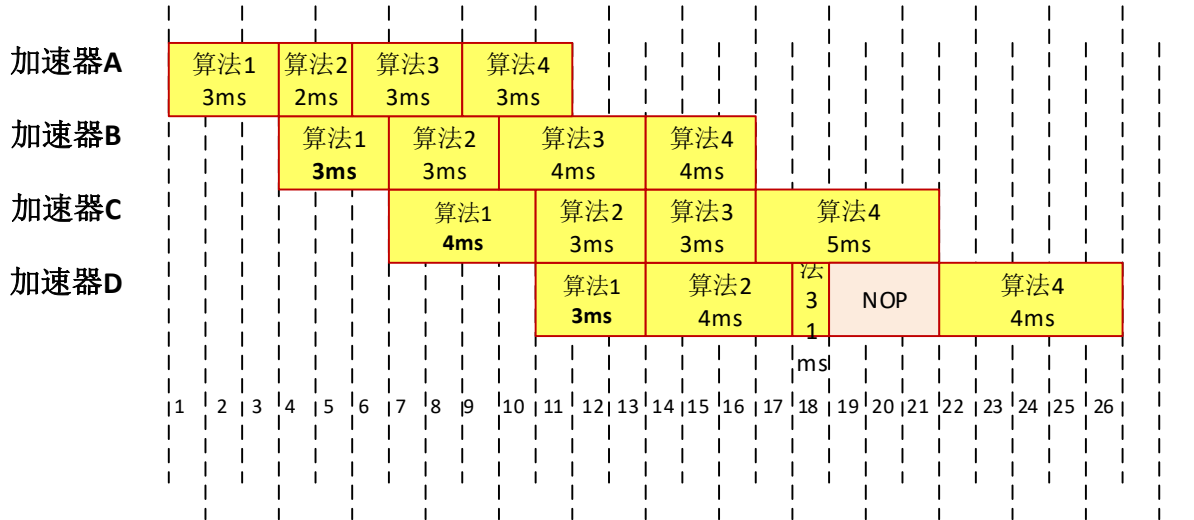 加速器A
算法1
3ms
算法2
2ms
算法3
3ms
算法4
3ms
加速器B
算法1
3ms
算法2
3ms
算法3
4ms
算法4
4ms
加速器C
算法1
4ms
算法2
3ms
算法3
3ms
算法4
5ms
加速器D
算法1
3ms
算法2
4ms
法
3
1
ms
NOP
算法4
4ms
1 2 3 4 5 6 7 8 9 10 11 12 13 14 15 16 17 18 19 20 21 22 23 24 25 26